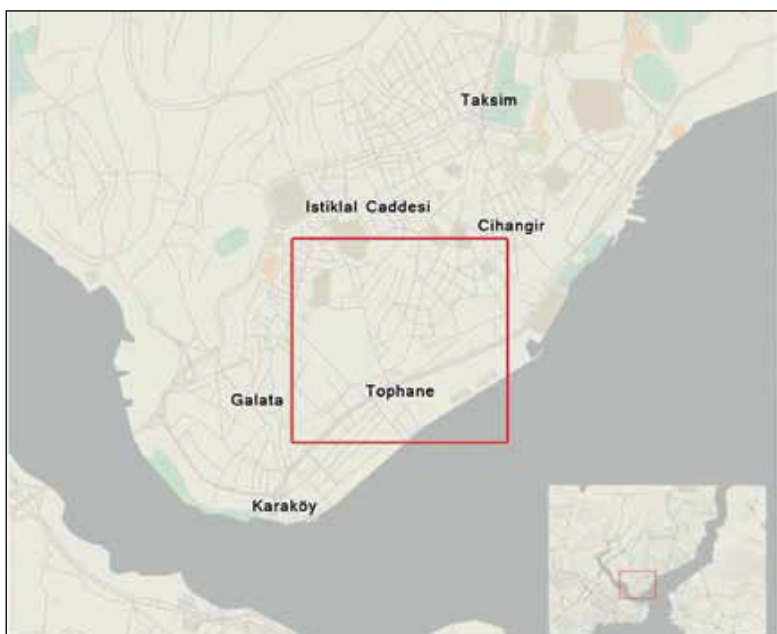 Taksim
Istiklal Caddesi
Cihangir
Tophane
Galata
Karaköy